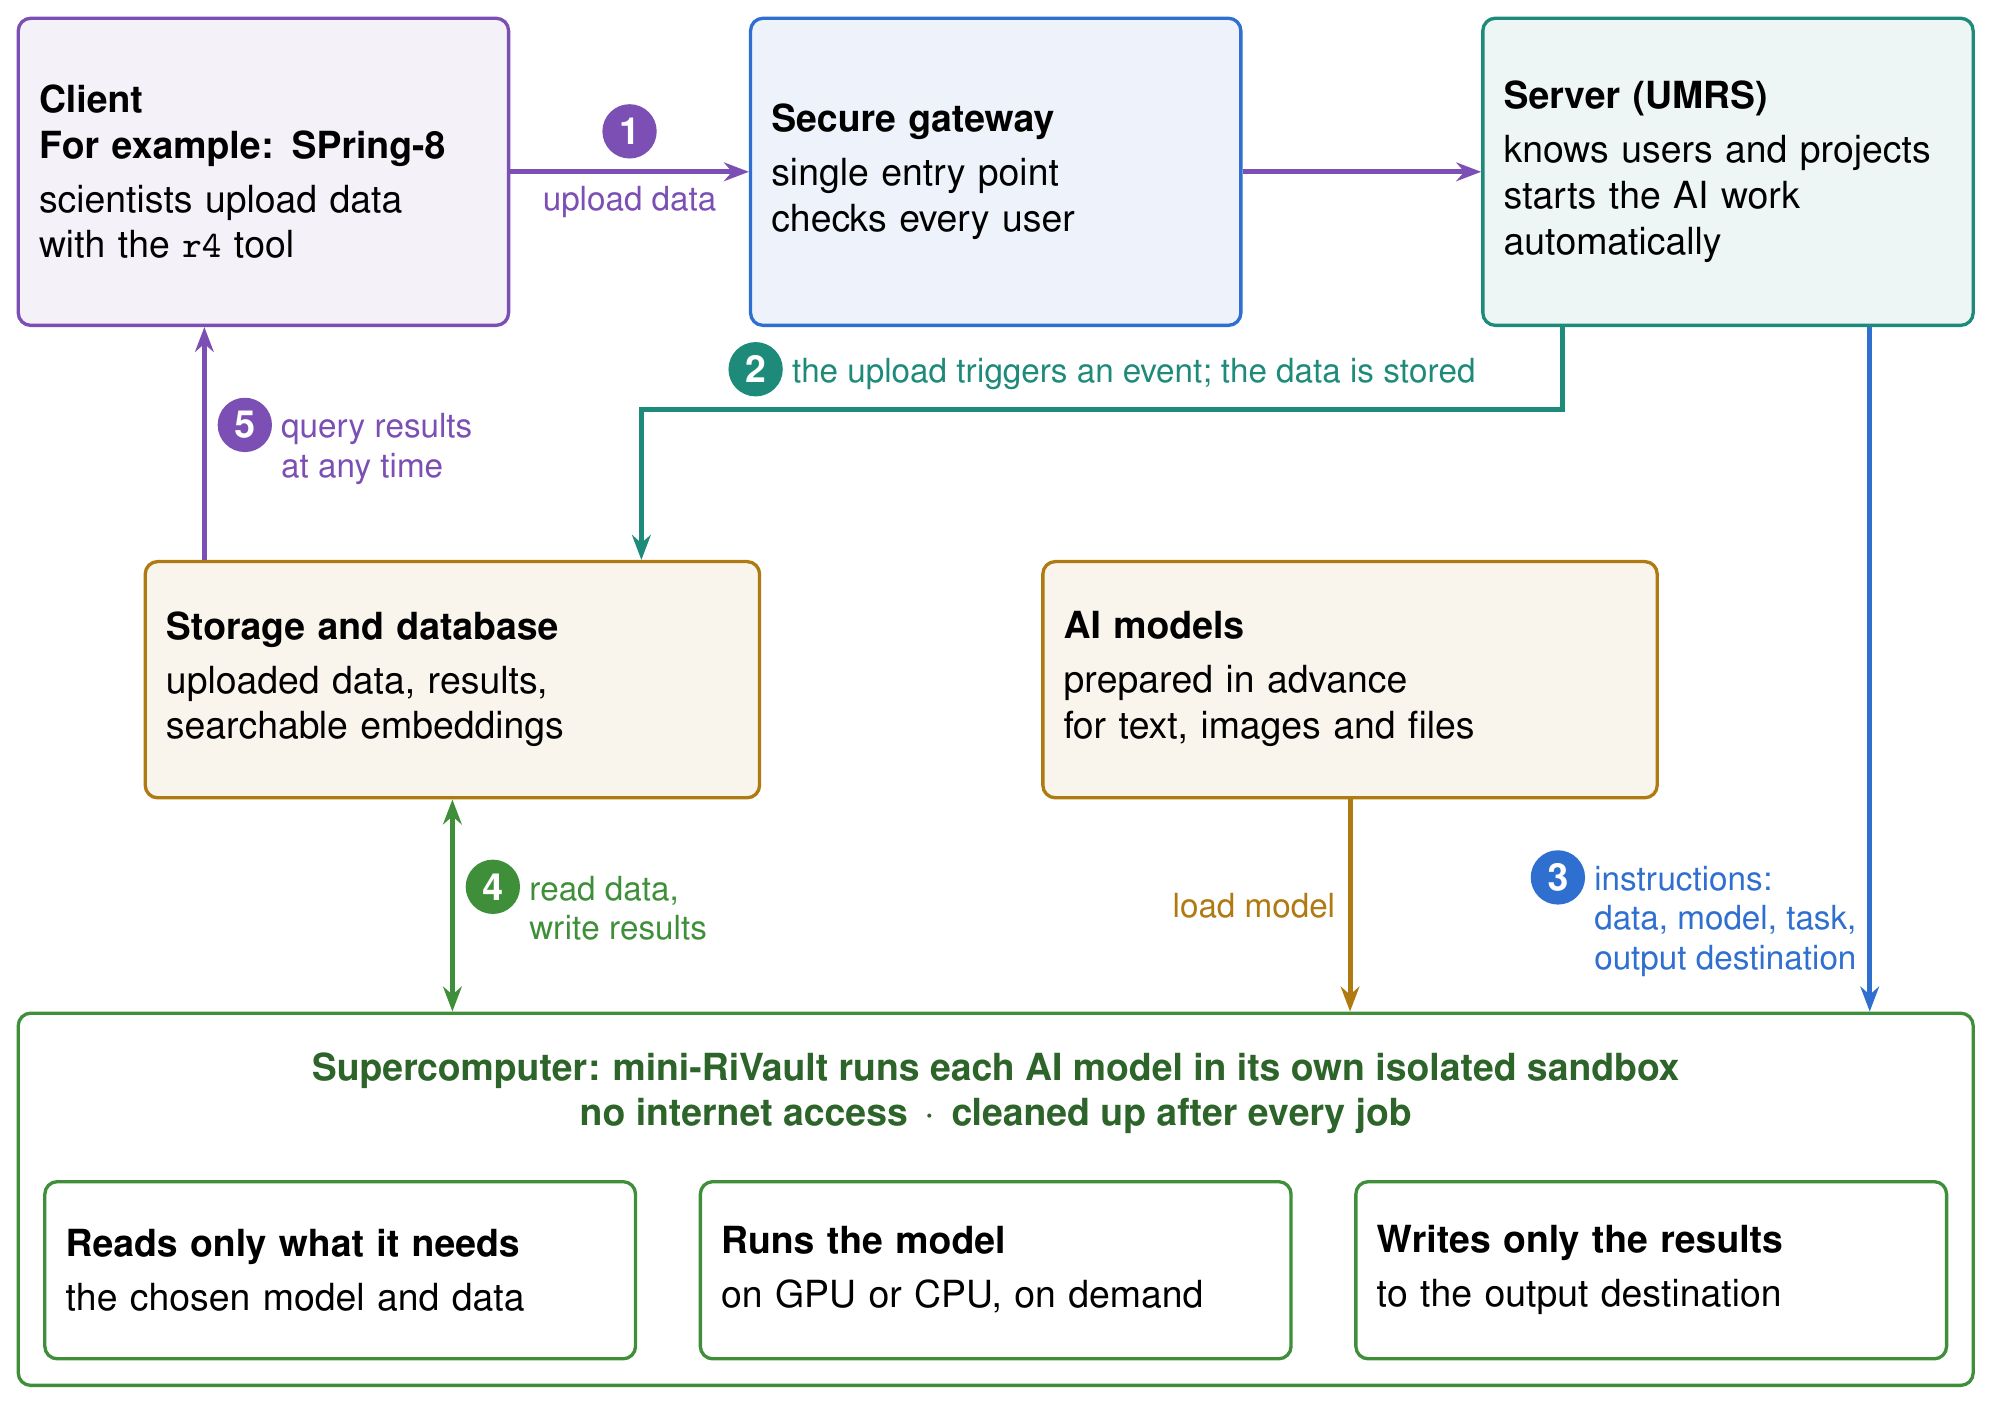 Client
For example: SPring-8
scientists upload data
with the r4 tool
1
upload data
Secure gateway
single entry point
checks every user
Server (UMRS)
knows users and projects
starts the AI work
automatically
2 the upload triggers an event; the data is stored
5 query results
at any time
Storage and database
uploaded data, results,
searchable embeddings
AI models
prepared in advance
for text, images and files
4 read data,
write results
load model
3 instructions:
data, model, task,
output destination
Supercomputer: mini-RiVault runs each AI model in its own isolated sandbox
no internet access · cleaned up after every job
Reads only what it needs
the chosen model and data
Runs the model
on GPU or CPU, on demand
Writes only the results
to the output destination